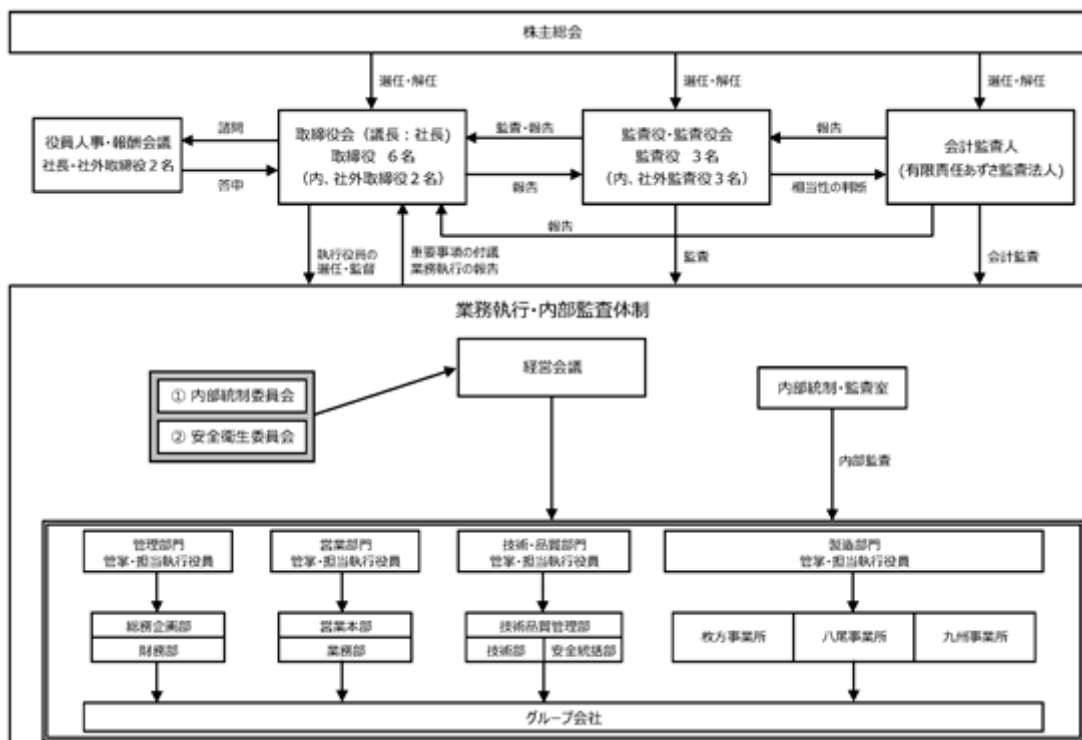 株主総会
選任・解任
選任・解任
選任・解任
役員人事・報酬会議
社長・社外取締役2名
諮問
答申
取締役会（議長：社長)
取締役 6名
（内、社外取締役2名）
監査・報告
報告
監査役・監査役会
監査役 3名
（内、社外監査役3名）
報告
相当性の判断
会計監査人
(有限責任あずさ監査法人)
報告
執行役員の
選任・監督
重要事項の付議
業務執行の報告
監査
会計監査
業務執行・内部監査体制
経営会議
① 内部統制委員会
② 安全衛生委員会
内部統制・監査室
内部監査
管理部門
管掌・担当執行役員
営業部門
管掌・担当執行役員
技術・品質部門
管掌・担当執行役員
製造部門
管掌・担当執行役員
総務企画部
財務部
営業本部
業務部
技術品質管理部
技術部
安全統括部
枚方事業所
八尾事業所
九州事業所
グループ会社